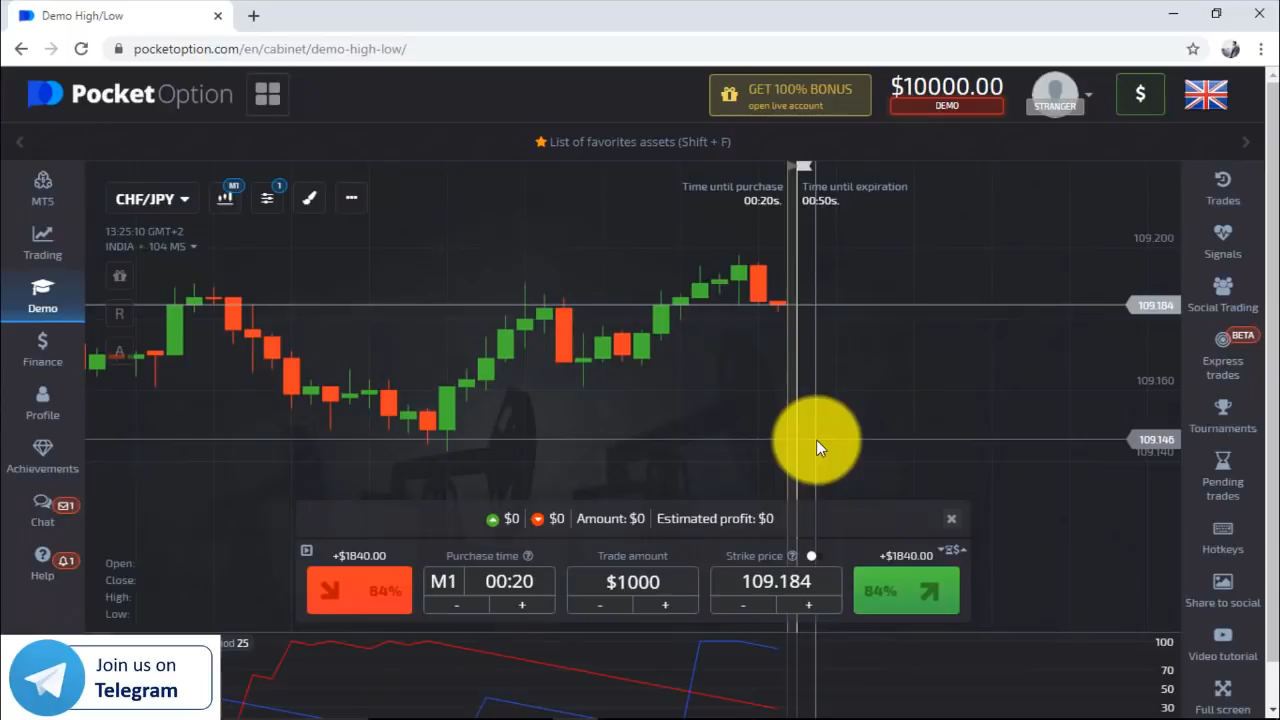 Demo High/Low
pocketoption.com/en/cabinet/demo-high-low/
PocketOption
GET 100% BONUS
open live account
$10000.00
DEMO
STRANGER
$
List of favorites assets (Shift + F)
MT5
Trading
Demo
Finance
Profile
Achievements
Chat
1
Help
1
CHF/JPY
M1
1
13:25:10 GMT+2
INDIA • 104 MS
R
A
Time until purchase
00:20s.
Time until expiration
00:50s.
109.200
109.184
109.160
109.146
109.140
Open:
Close:
High:
Low:
$0
$0
Amount: $0
Estimated profit: $0
+$1840.00
84%
Purchase time
M1
00:20
- +
Trade amount
$1000
- +
Strike price
109.184
- +
+$1840.00
84%
Trades
Signals
Social Trading
BETA
Express
trades
Tournaments
Pending
trades
Hotkeys
Share to social
Video tutorial
Full screen
od 25
100
70
50
30
Join us on
Telegram